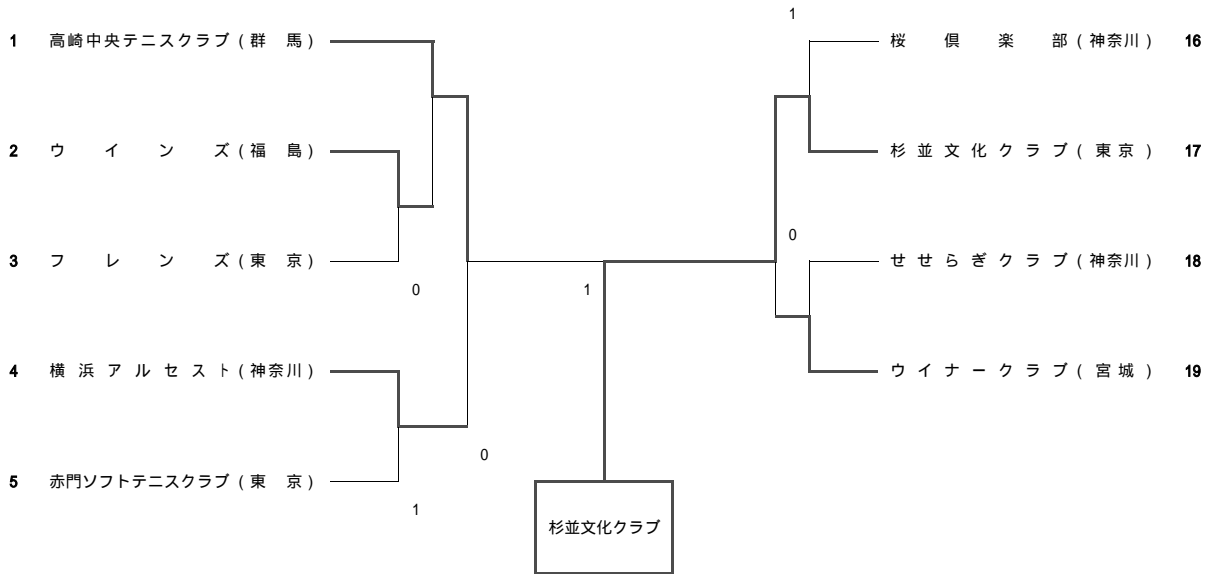 1
1 高崎中央テニスクラブ (群 馬)
桜 倶 楽 部 (神奈川) 16
2 ウ イ ン ズ (福 島)
杉 並 文 化 ク ラ ブ (東京) 17
0
3 フ レ ン ズ (東 京)
せ せ ら ぎ ク ラ ブ (神奈川) 18
0
1
4 横 浜 ア ル セ ス ト (神奈川)
ウ イ ナ ー ク ラ ブ (宮城) 19
0
5 赤門ソフトテニスクラブ (東 京)
1
杉並文化クラブ